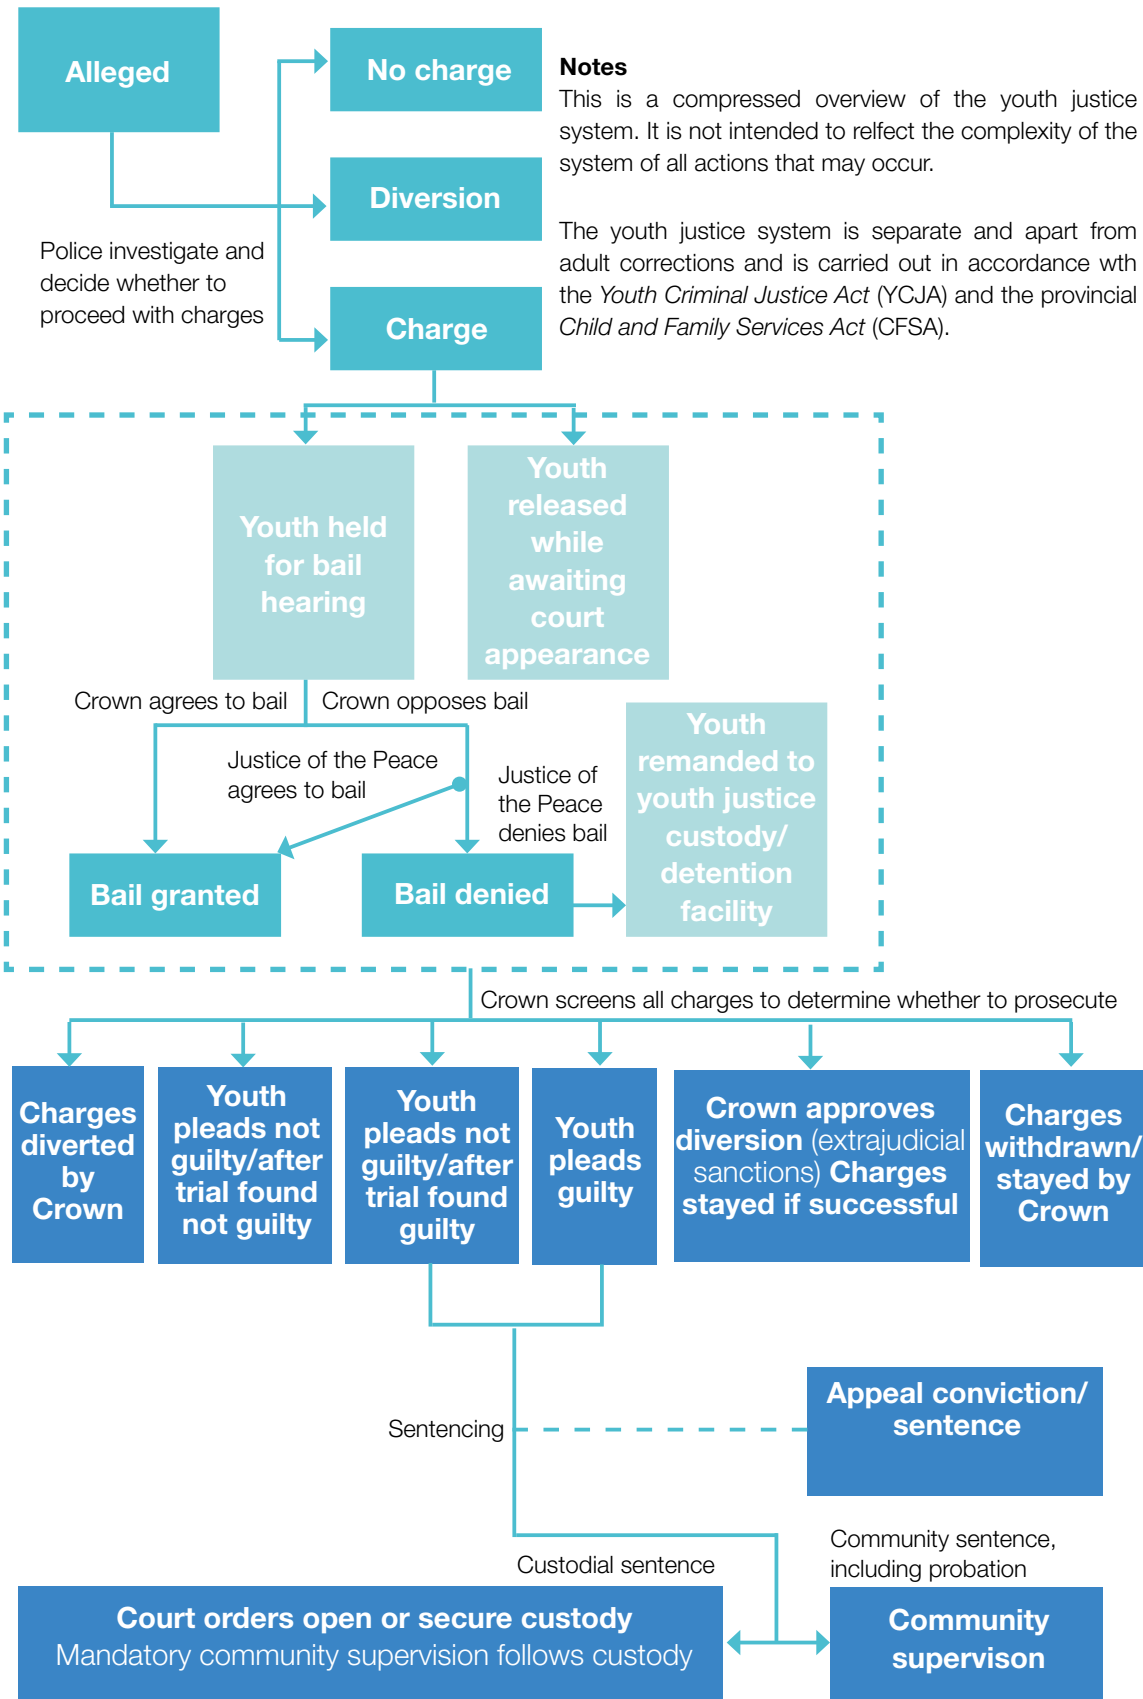 Alleged
No charge
Diversion
Charge
Police investigate and
decide whether to
proceed with charges
Notes
This is a compressed overview of the youth justice
system. It is not intended to relfect the complexity of the
system of all actions that may occur.
The youth justice system is separate and apart from
adult corrections and is carried out in accordance wth
the Youth Criminal Justice Act (YCJA) and the provincial
Child and Family Services Act (CFSA).
Youth held
for bail
hearing
Youth
released
while
awaiting
court
appearance
Crown agrees to bail
Crown opposes bail
Justice of the Peace
agrees to bail
Justice of
the Peace
denies bail
Youth
remanded to
youth justice
custody/
detention
facility
Bail granted
Bail denied
Crown screens all charges to determine whether to prosecute
Charges
diverted
by
Crown
Youth
pleads not
guilty/after
trial found
not guilty
Youth
pleads not
guilty/after
trial found
guilty
Youth
pleads
guilty
Crown approves
diversion (extrajudicial
sanctions) Charges
stayed if successful
Charges
withdrawn/
stayed by
Crown
Sentencing
Appeal conviction/
sentence
Custodial sentence
Community sentence,
including probation
Court orders open or secure custody
Mandatory community supervision follows custody
Community
supervison